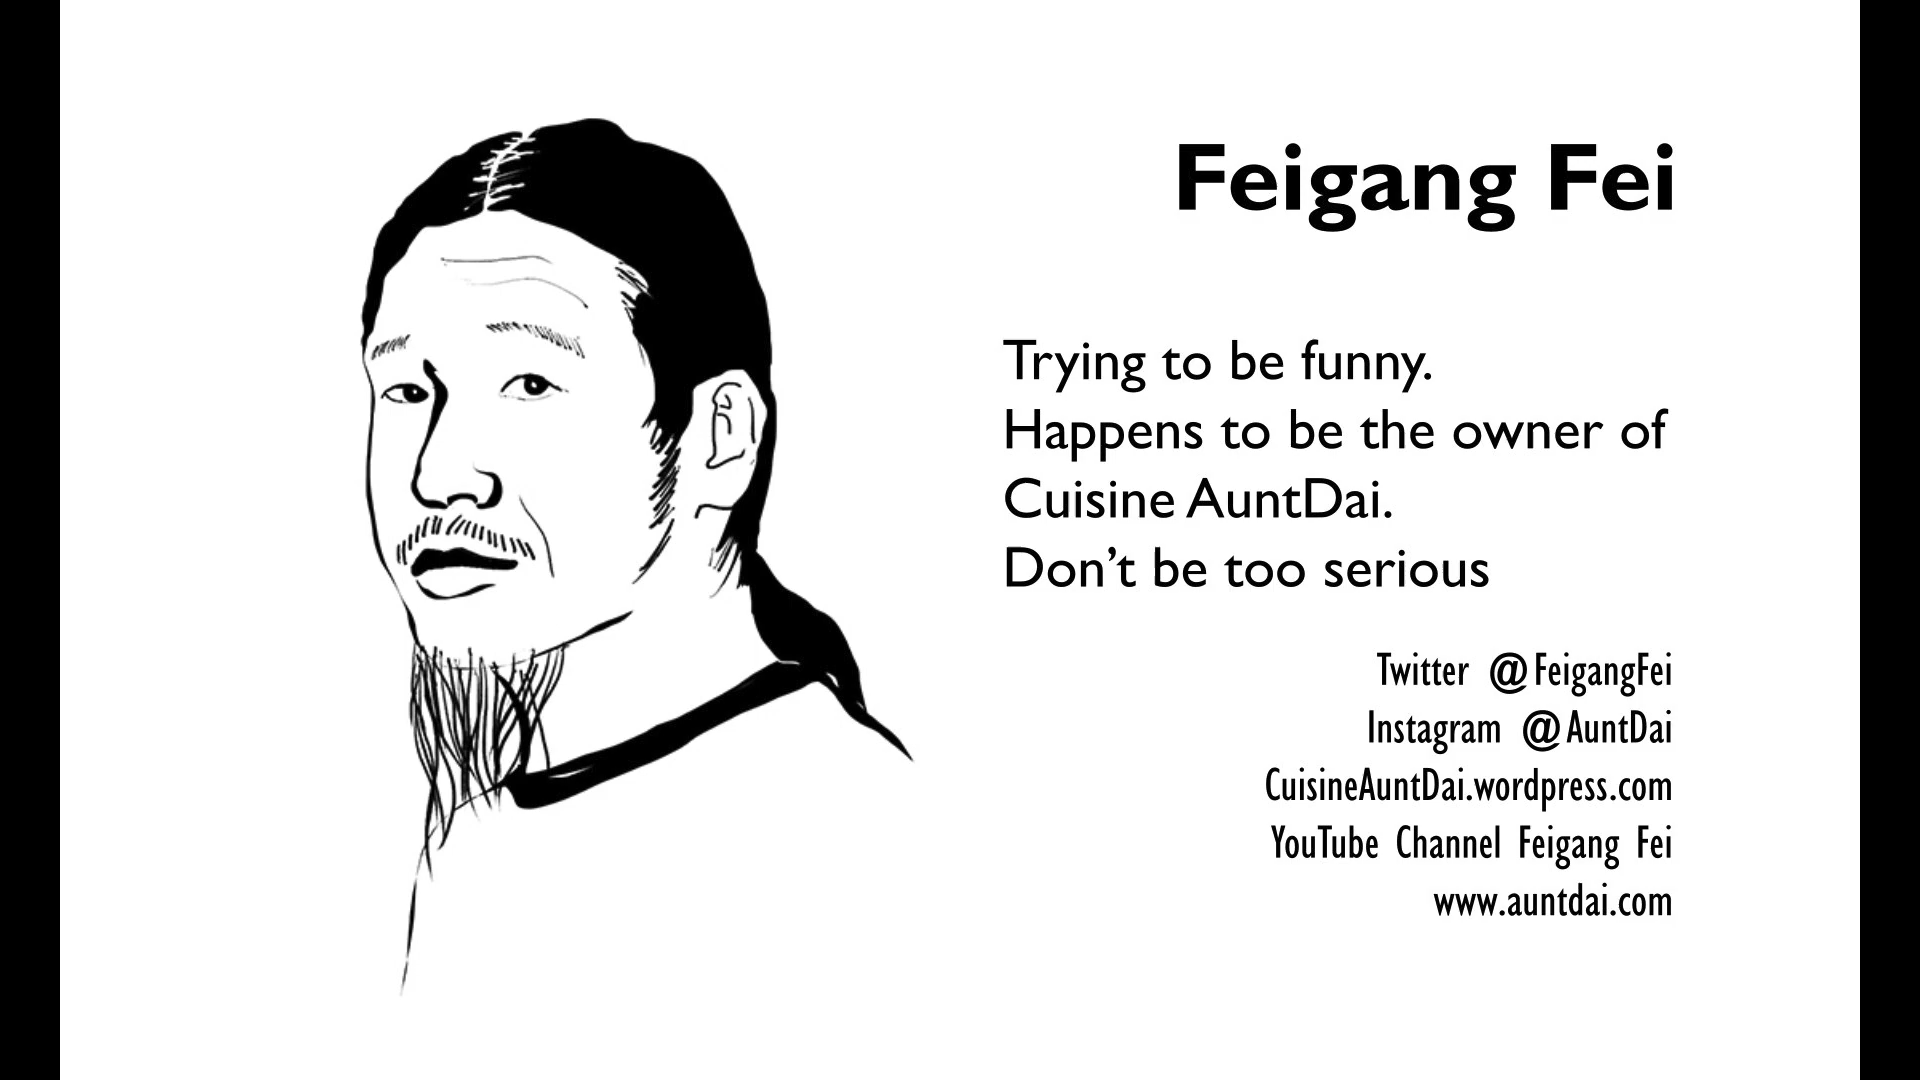 Feigang Fei
Trying to be funny.
Happens to be the owner of
Cuisine AuntDai.
Don’t be too serious
Twitter @FeigangFei
Instagram @AuntDai
CuisineAuntDai.wordpress.com
YouTube Channel Feigang Fei
www.auntdai.com